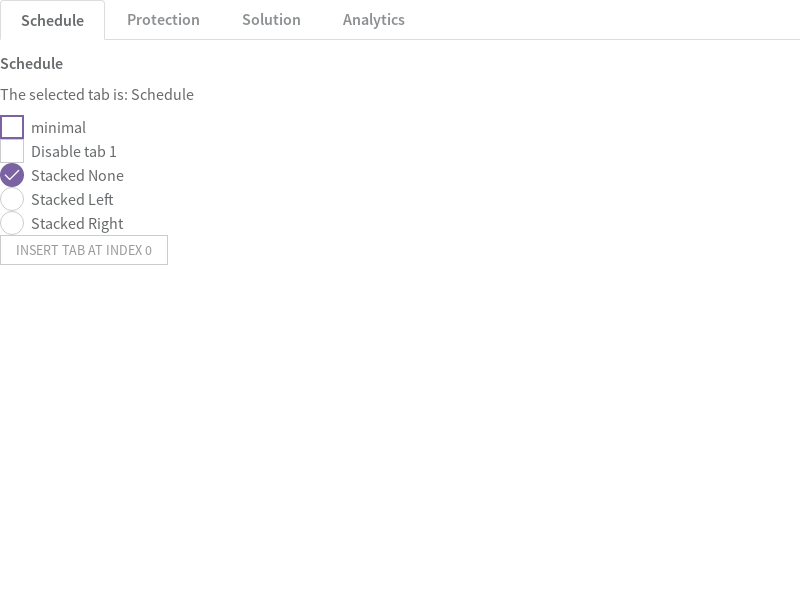 Schedule Protection Solution Analytics
Schedule
The selected tab is: Schedule
minimal
Disable tab 1
Stacked None
Stacked Left
Stacked Right
INSERT TAB AT INDEX 0